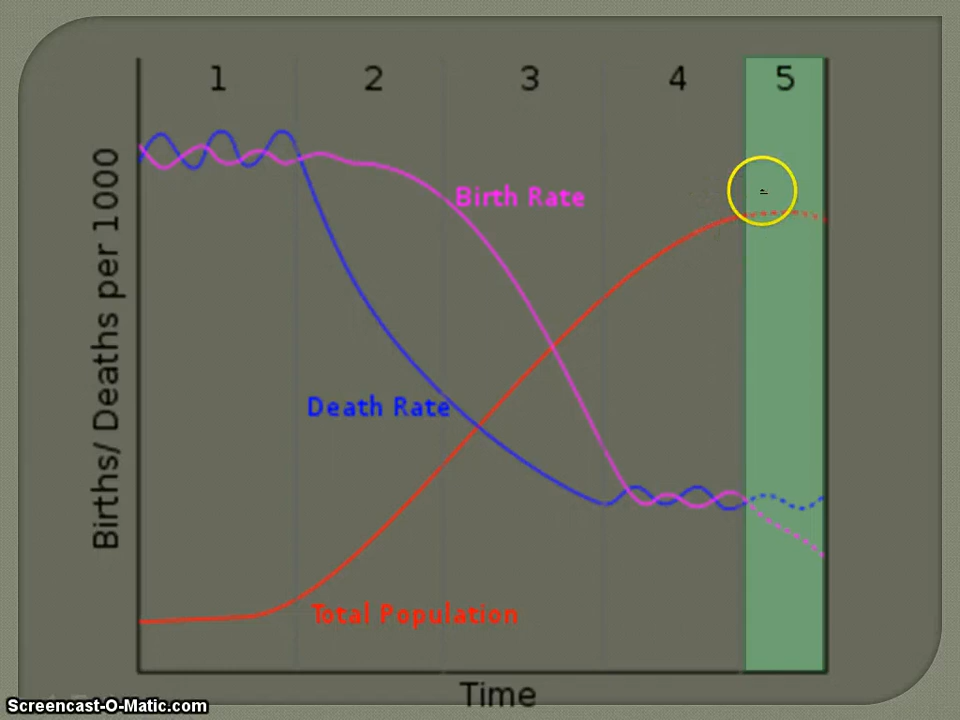 1 2 3 4 5
Births/ Deaths per 1000
Birth Rate
Death Rate
Total Population
Time
Screencast-O-Matic.com